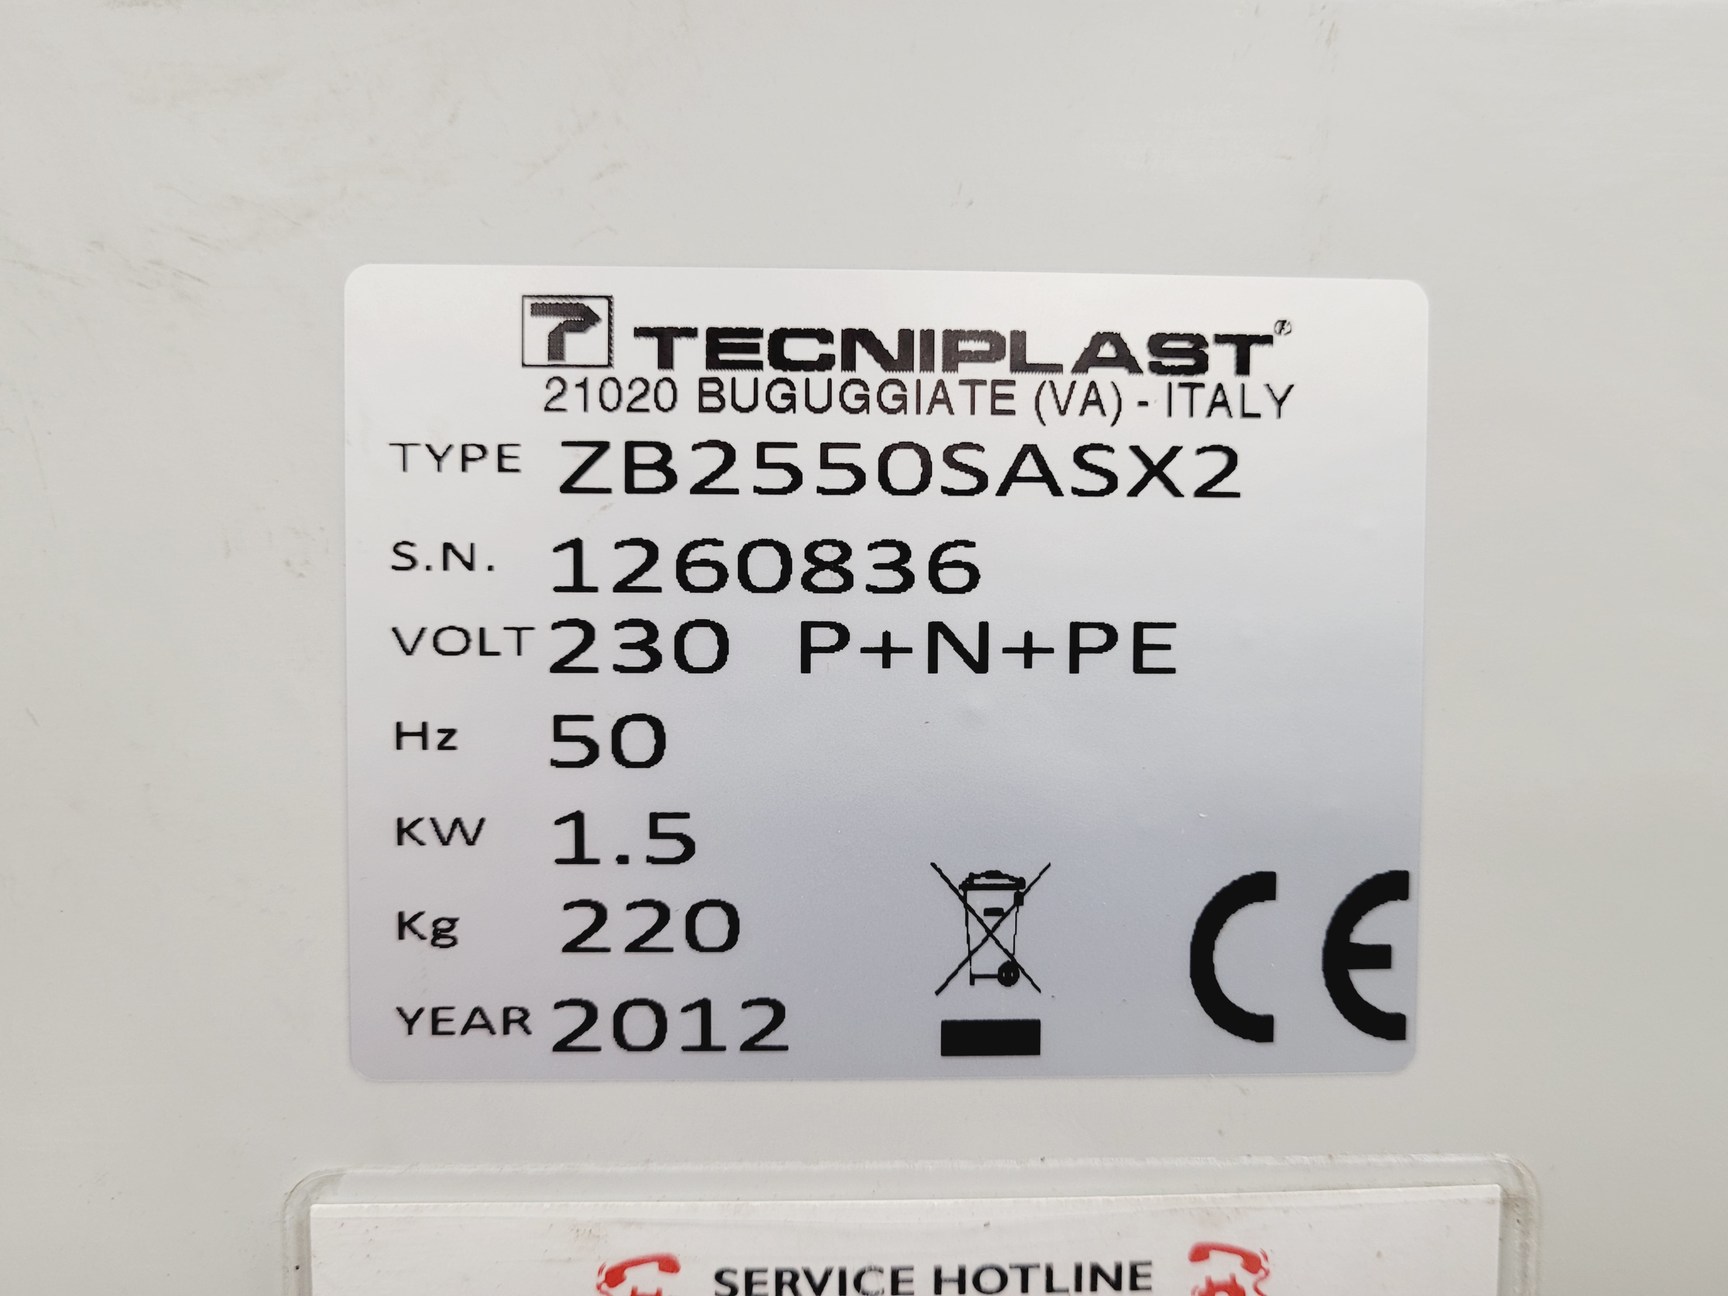 TECNIPLAST®
21020 BUGUGGIATE (VA) - ITALY
TYPE ZB2550SASX2
S.N. 1260836
VOLT 230 P+N+PE
Hz 50
KW 1.5
Kg 220
YEAR 2012
CE
SERVICE HOTLINE